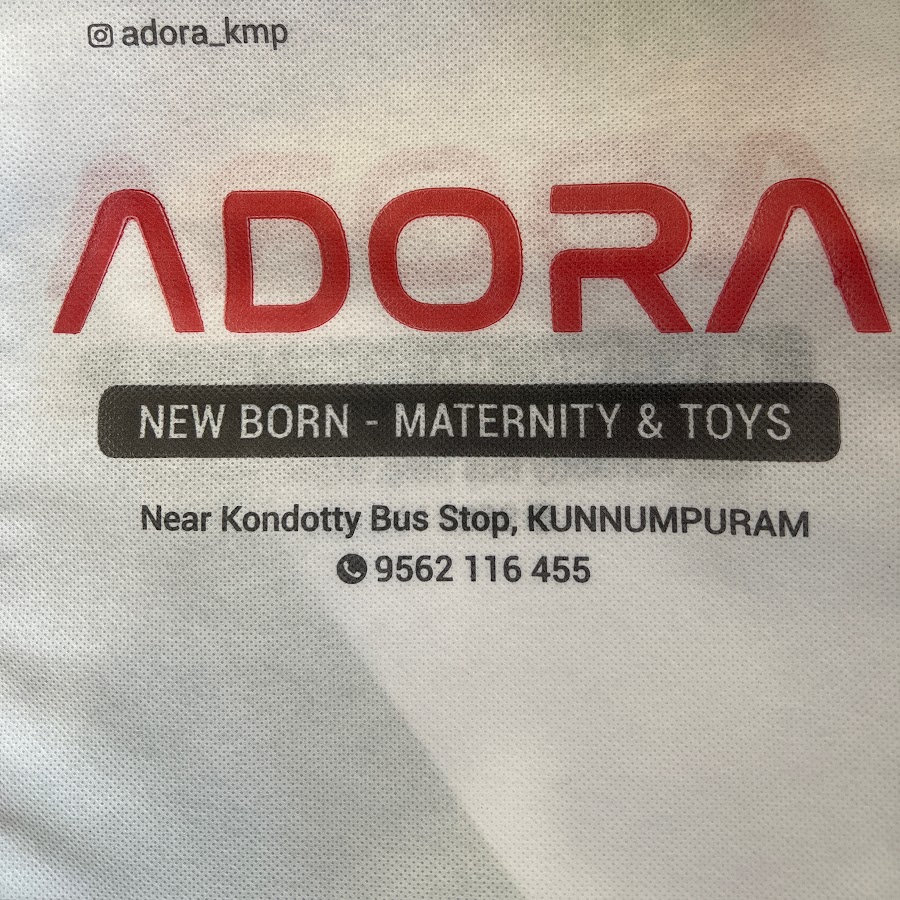 adora_kmp
ADORA
NEW BORN - MATERNITY & TOYS
Near Kondotty Bus Stop, KUNNUMPURAM
9562 116 455